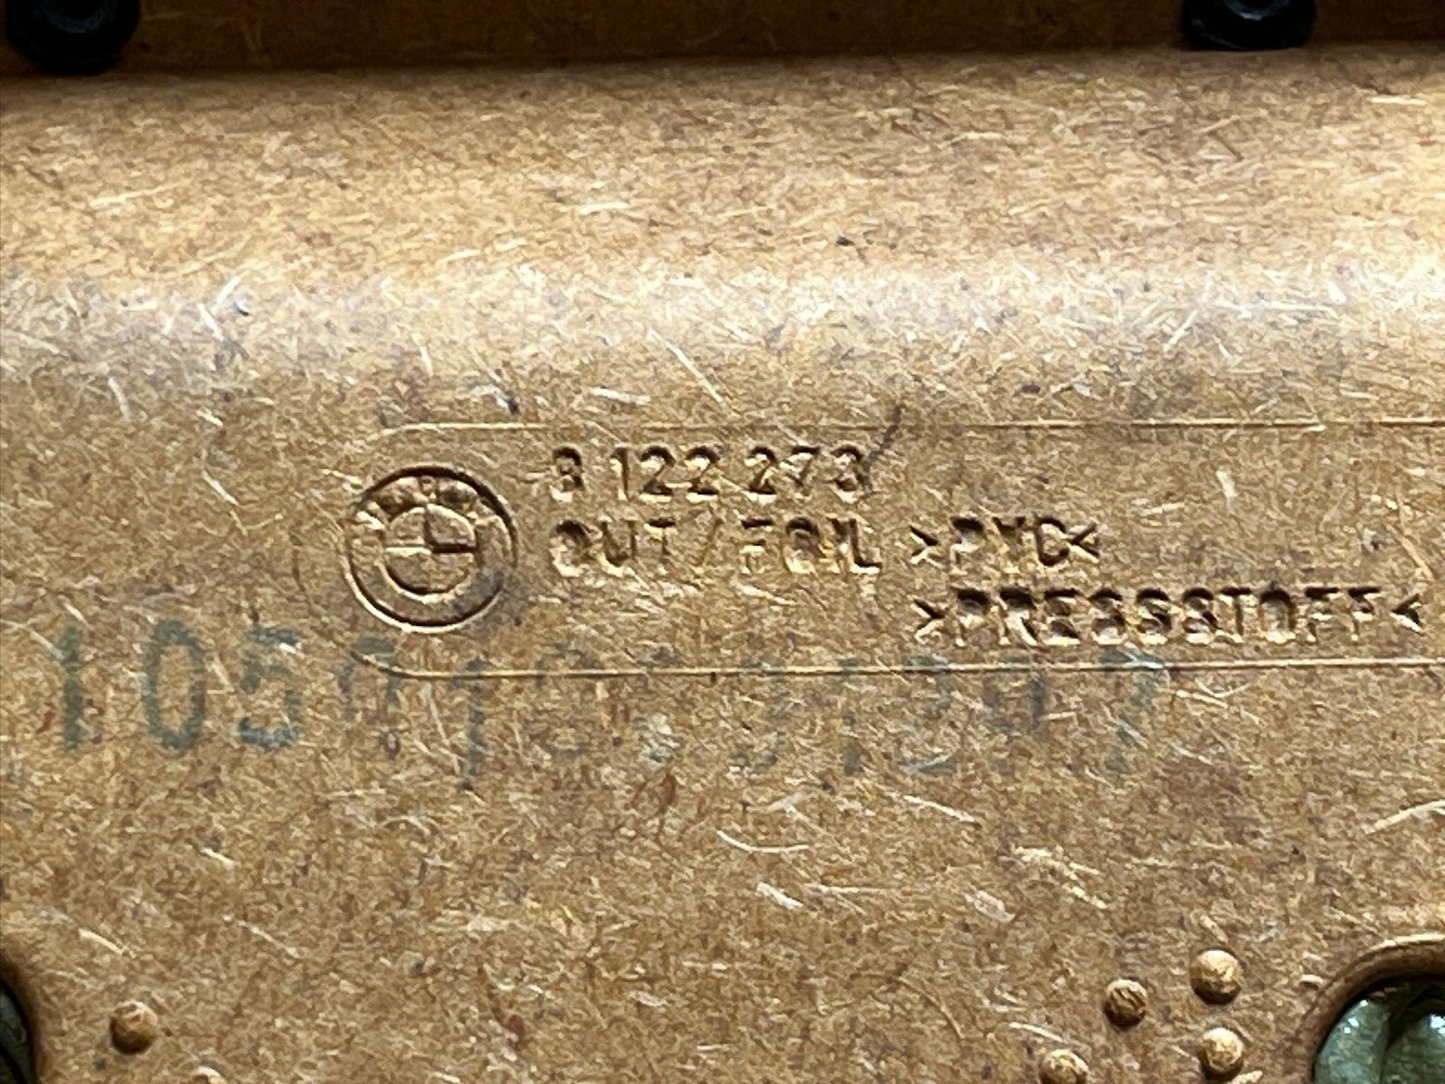 8 122 273
OUT/FOIL >PVC<
>PRESSSTOFF<